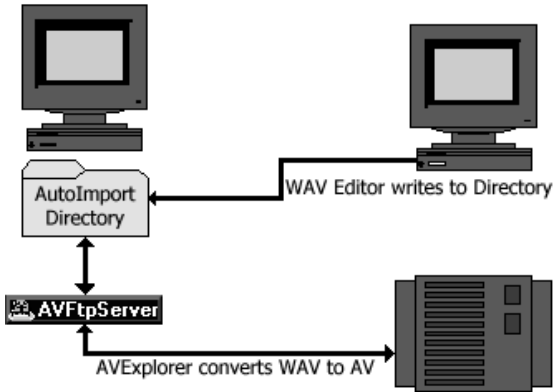 AutoImport
Directory
WAV Editor writes to Directory
AVFtpServer
AVExplorer converts WAV to AV